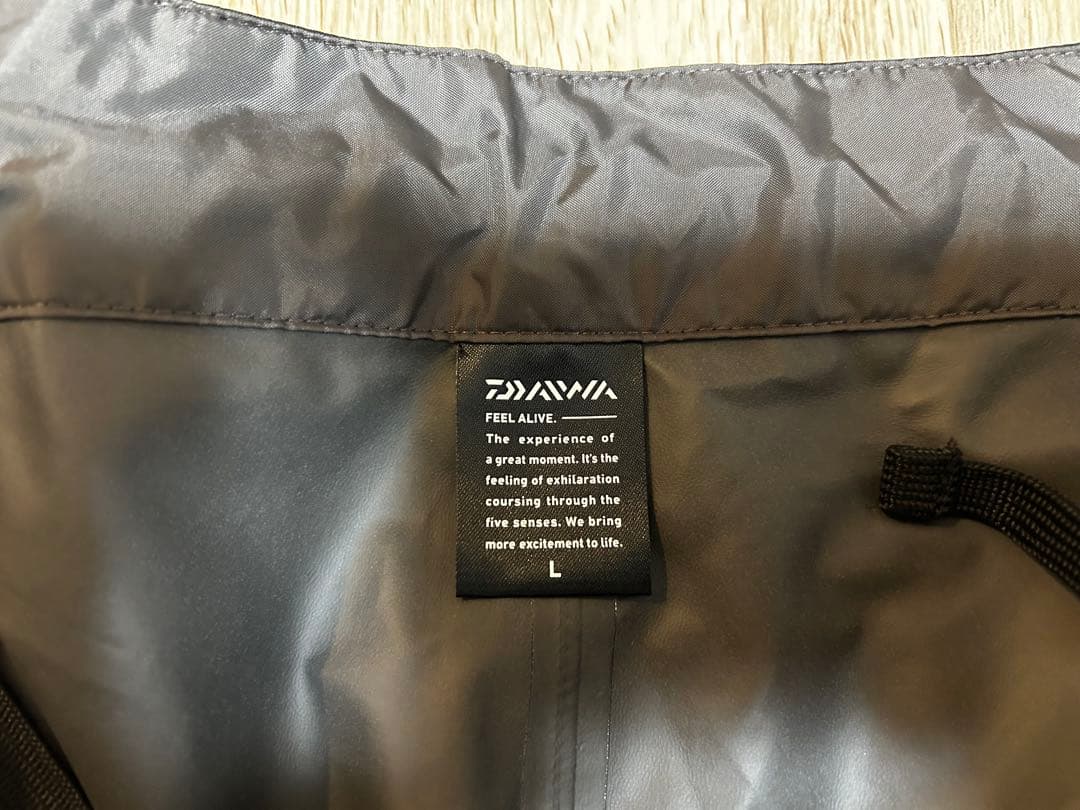 DAIWA
FEEL ALIVE.
The experience of
a great moment. It's the
feeling of exhilaration
coursing through the
five senses. We bring
more excitement to life.
L